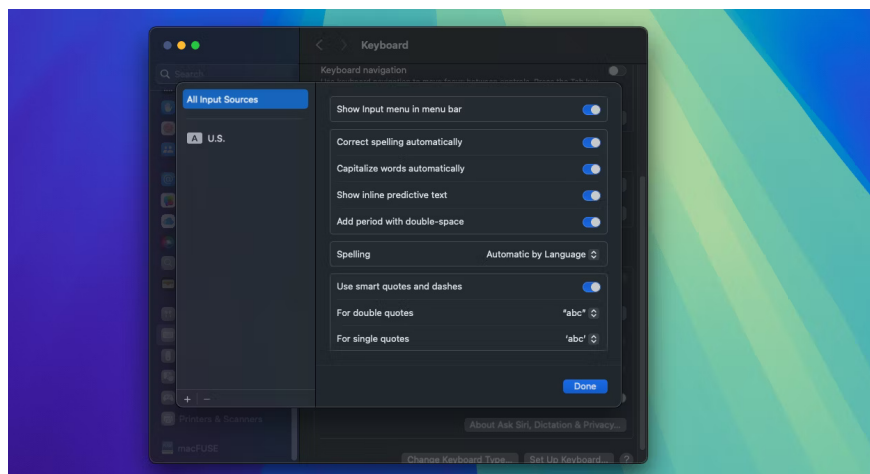 Keyboard
Search
Keyboard navigation
All Input Sources
A U.S.
Show Input menu in menu bar
Correct spelling automatically
Capitalize words automatically
Show inline predictive text
Add period with double-space
Spelling Automatic by Language
Use smart quotes and dashes
For double quotes “abc”
For single quotes ‘abc’
+ −
Done
Printers & Scanners
About Ask Siri, Dictation & Privacy...
macFUSE
Change Keyboard Type... Set Up Keyboard... ?